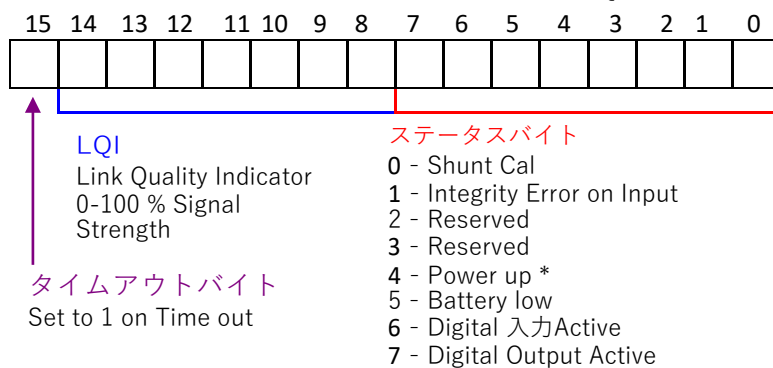 15 14 13 12 11 10 9 8 7 6 5 4 3 2 1 0
LQI
Link Quality Indicator
0-100 % Signal
Strength
タイムアウトバイト
Set to 1 on Time out
ステータスバイト
0 - Shunt Cal
1 - Integrity Error on Input
2 - Reserved
3 - Reserved
4 - Power up *
5 - Battery low
6 - Digital 入力Active
7 - Digital Output Active